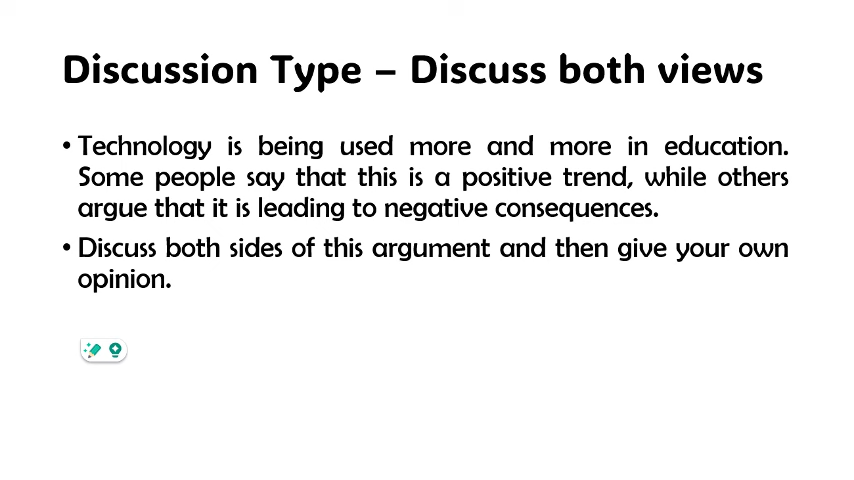 Discussion Type – Discuss both views
• Technology is being used more and more in education.
Some people say that this is a positive trend, while others
argue that it is leading to negative consequences.
• Discuss both sides of this argument and then give your own
opinion.